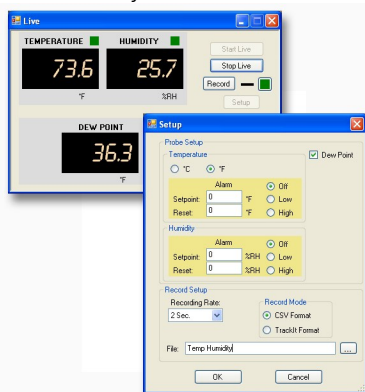 Live
TEMPERATURE HUMIDITY
Start Live
73.6 25.7
Stop Live
Record
°F %RH
Setup
DEW POINT
36.3
°F
Setup
Probe Setup
Temperature
Dew Point
°C °F
Alarm Off
Setpoint: 0 °F Low
Reset: 0 °F High
Humidity
Alarm Off
Setpoint: 0 %RH Low
Reset: 0 %RH High
Record Setup
Recording Rate: Record Mode
2 Sec. CSV Format
TrackIt Format
File: Temp Humidity ...
OK Cancel